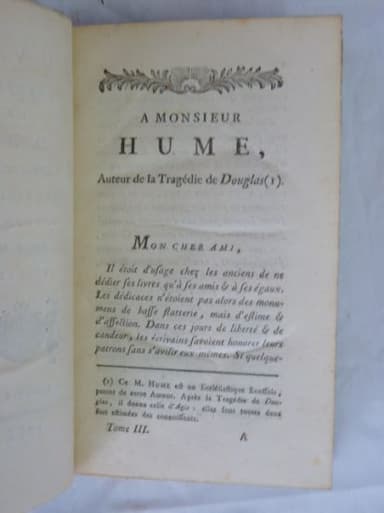 A MONSIEUR
HUME,
Auteur de la Tragédie de Douglas (1).
MON CHER AMI,
Il étoit d'usage chez les anciens de ne
dédier ses livres qu'à ses amis & à ses égaux.
Les dédicaces n'étoient pas alors des monu-
mens de basse flatterie, mais d'estime &
d'affection. Dans ces jours de liberté & de
candeur, les écrivains savoient honorer leurs
patrons sans s'avilir eux-mêmes. Si quelque-
(1) Ce M. HUME est un Ecclésiastique Ecossois,
parent de notre Auteur. Après la Tragédie de Dou-
glas, il donna celle d'Agis: elles sont toutes deux
fort estimées des connoisseurs.
Tome III.
A